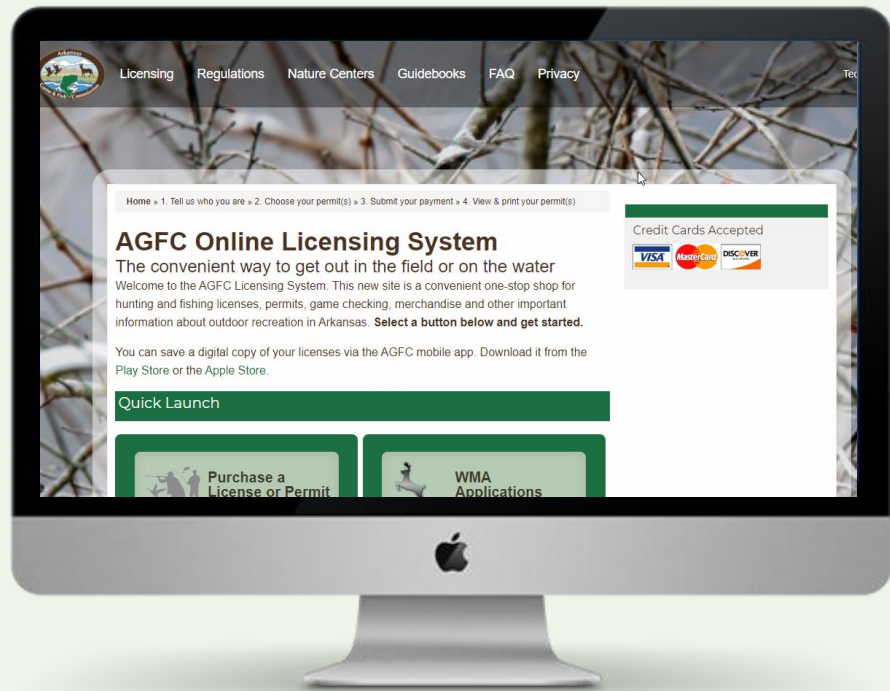 Arkansas
Game & Fish Commission
Licensing Regulations Nature Centers Guidebooks FAQ Privacy
Home » 1. Tell us who you are » 2. Choose your permit(s) » 3. Submit your payment » 4. View & print your permit(s)
Credit Cards Accepted
VISA MasterCard DISCOVER
AGFC Online Licensing System
The convenient way to get out in the field or on the water
Welcome to the AGFC Licensing System. This new site is a convenient one-stop shop for
hunting and fishing licenses, permits, game checking, merchandise and other important
information about outdoor recreation in Arkansas. Select a button below and get started.
You can save a digital copy of your licenses via the AGFC mobile app. Download it from the
Play Store or the Apple Store.
Quick Launch
Purchase a
License or Permit
WMA
Applications